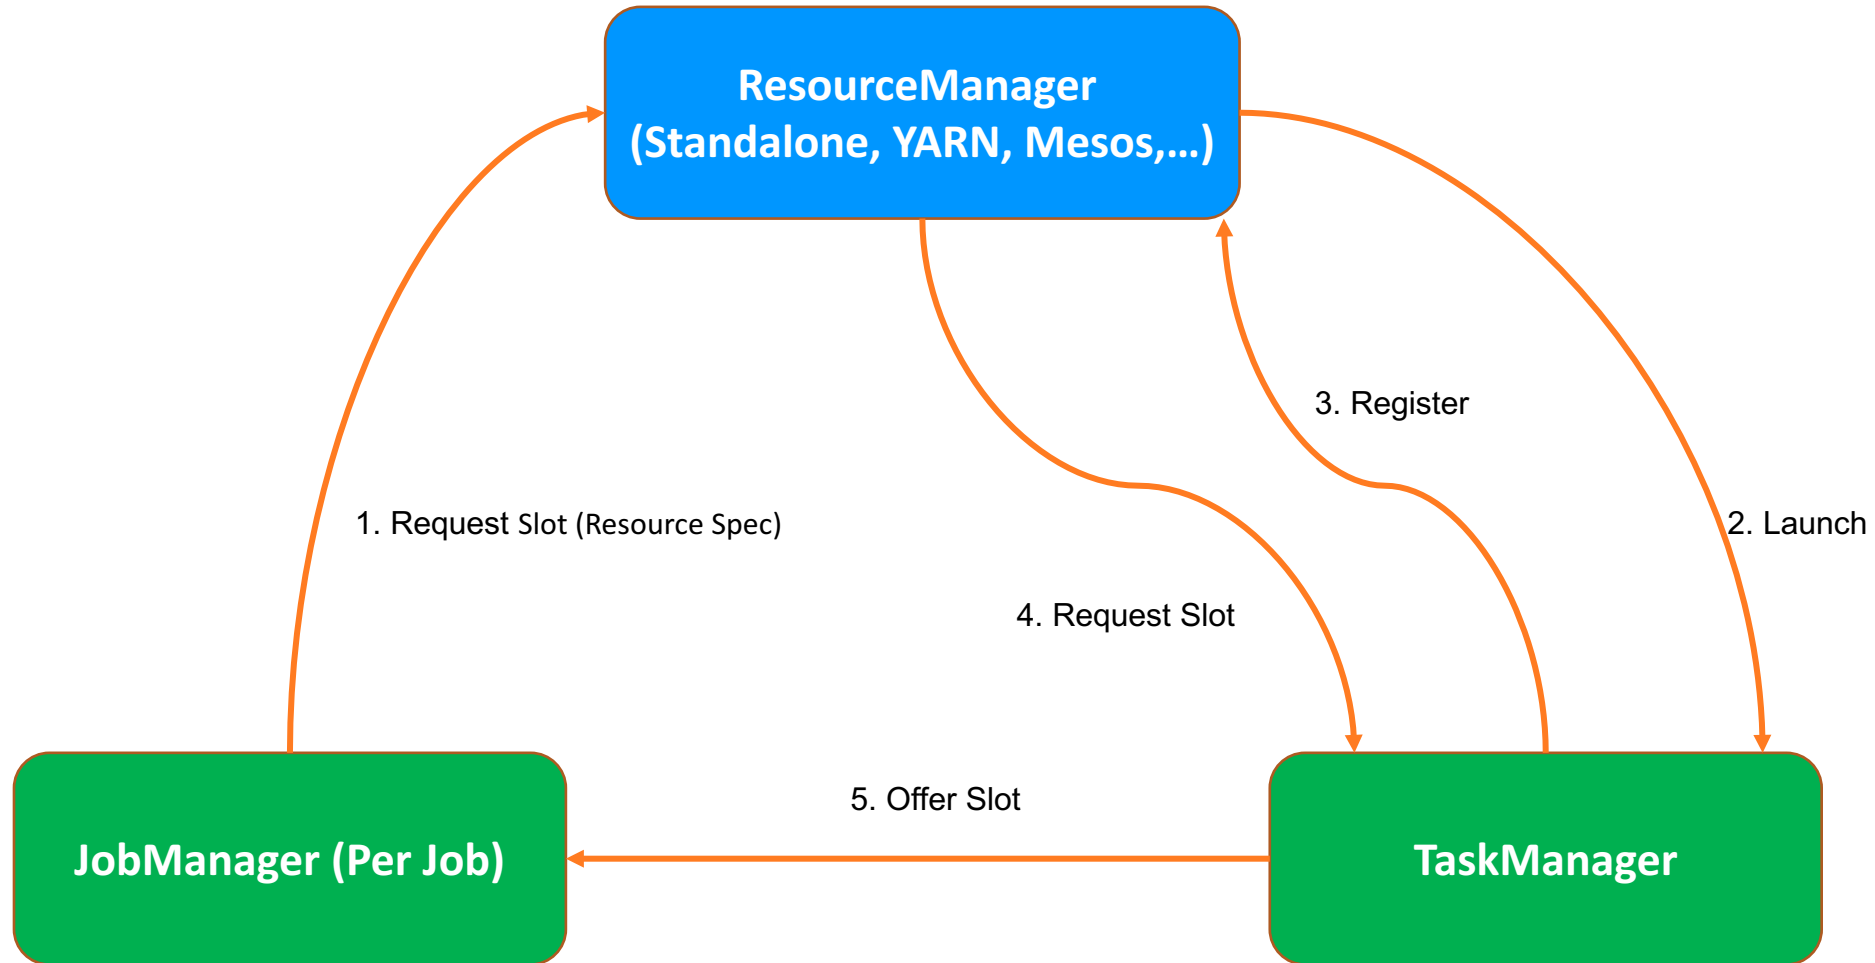 ResourceManager
(Standalone, YARN, Mesos,...)
3. Register
1. Request Slot (Resource Spec)
2. Launch
4. Request Slot
5. Offer Slot
JobManager (Per Job)
TaskManager